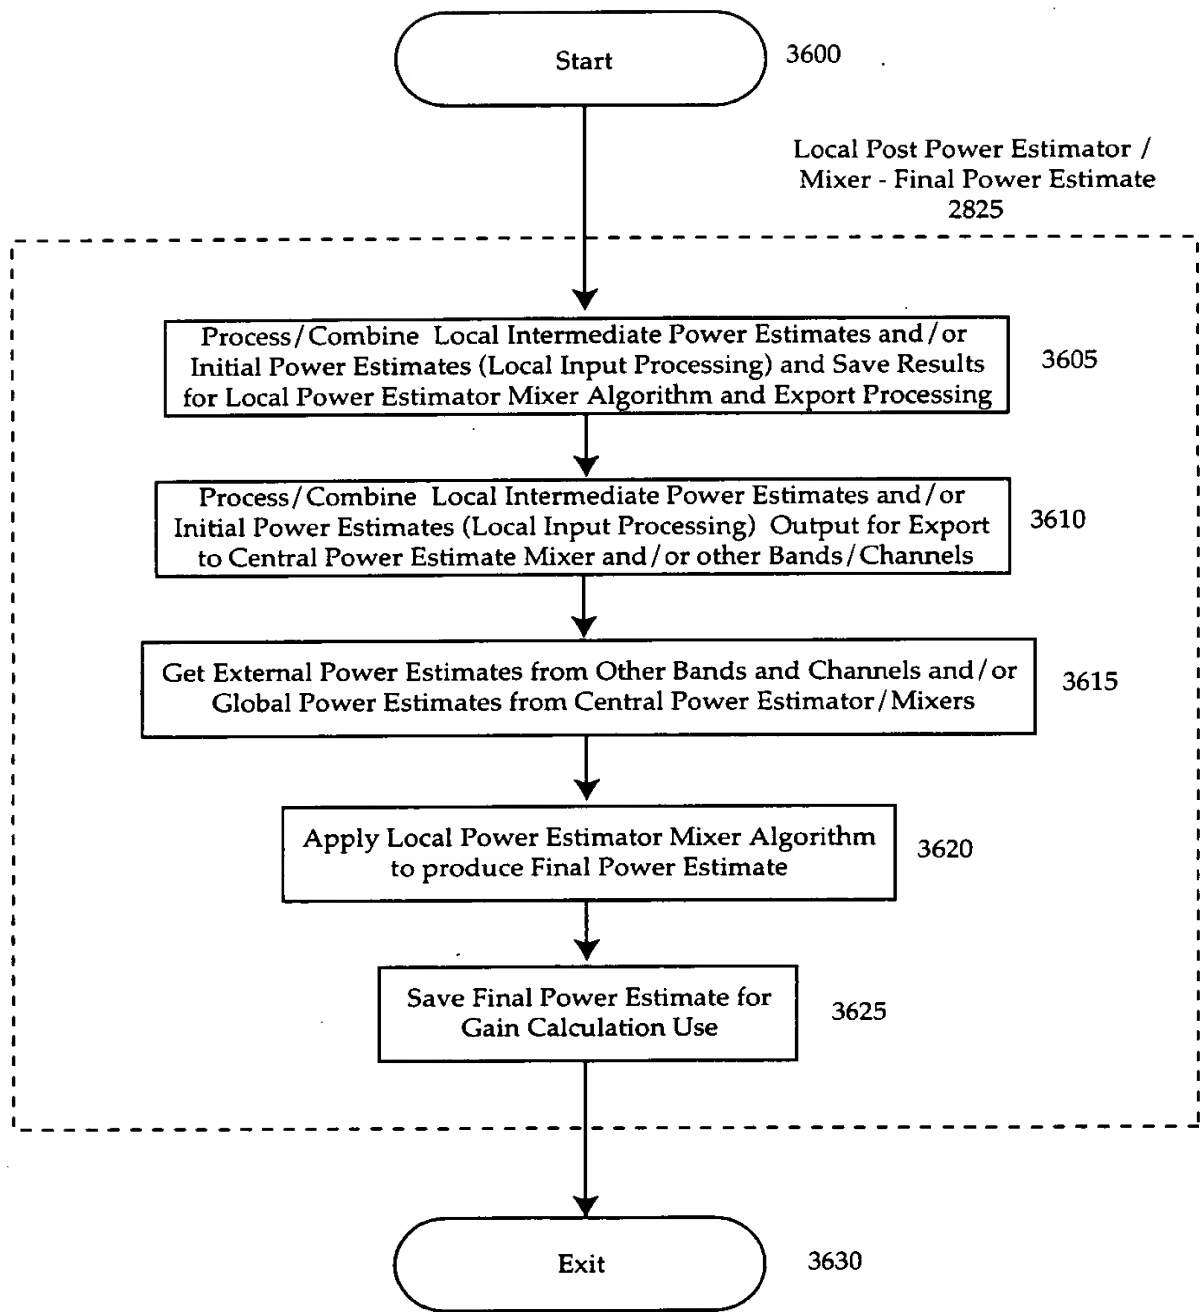 Start
3600
Local Post Power Estimator /
Mixer - Final Power Estimate
2825
Process/Combine Local Intermediate Power Estimates and/or
Initial Power Estimates (Local Input Processing) and Save Results
for Local Power Estimator Mixer Algorithm and Export Processing
3605
Process/Combine Local Intermediate Power Estimates and/or
Initial Power Estimates (Local Input Processing) Output for Export
to Central Power Estimate Mixer and/or other Bands/Channels
3610
Get External Power Estimates from Other Bands and Channels and/or
Global Power Estimates from Central Power Estimator/Mixers
3615
Apply Local Power Estimator Mixer Algorithm
to produce Final Power Estimate
3620
Save Final Power Estimate for
Gain Calculation Use
3625
Exit
3630